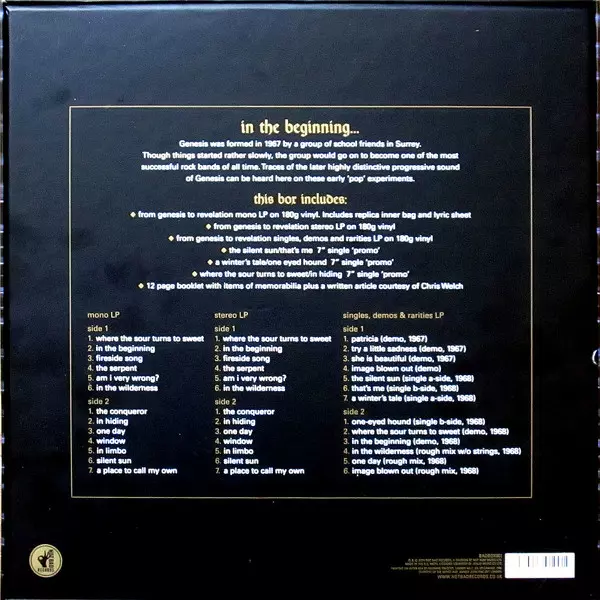 in the beginning...
Genesis was formed in 1967 by a group of school friends in Surrey.
Though things started rather slowly, the group would go on to become one of the most
successful rock bands of all time. Traces of the later highly distinctive progressive sound
of Genesis can be heard here on these early 'pop' experiments.
this box includes:
from genesis to revelation mono LP on 180g vinyl. Includes replica inner bag and lyric sheet
from genesis to revelation stereo LP on 180g vinyl
from genesis to revelation singles, demos and rarities LP on 180g vinyl
the silent sun/that's me 7" single 'promo'
a winter's tale/one eyed hound 7" single 'promo'
where the sour turns to sweet/in hiding 7" single 'promo'
12 page booklet with items of memorabilia plus a written article courtesy of Chris Welch
mono LP
side 1
1. where the sour turns to sweet
2. in the beginning
3. fireside song
4. the serpent
5. am i very wrong?
6. in the wilderness
side 2
1. the conqueror
2. in hiding
3. one day
4. window
5. in limbo
6. silent sun
7. a place to call my own
stereo LP
side 1
1. where the sour turns to sweet
2. in the beginning
3. fireside song
4. the serpent
5. am i very wrong?
6. in the wilderness
side 2
1. the conqueror
2. in hiding
3. one day
4. window
5. in limbo
6. silent sun
7. a place to call my own
singles, demos & rarities LP
side 1
1. patricia (demo, 1967)
2. try a little sadness (demo, 1967)
3. she is beautiful (demo, 1967)
4. image blown out (demo)
5. the silent sun (single a-side, 1968)
6. that's me (single b-side, 1968)
7. a winter's tale (single a-side, 1968)
side 2
1. one-eyed hound (single b-side, 1968)
2. where the sour turns to sweet (demo, 1968)
3. in the beginning (demo, 1968)
4. in the wilderness (rough mix w/o strings, 1968)
5. one day (rough mix, 1968)
6. image blown out (rough mix, 1968)
WWW.HOTRADRECORDS.CO.UK